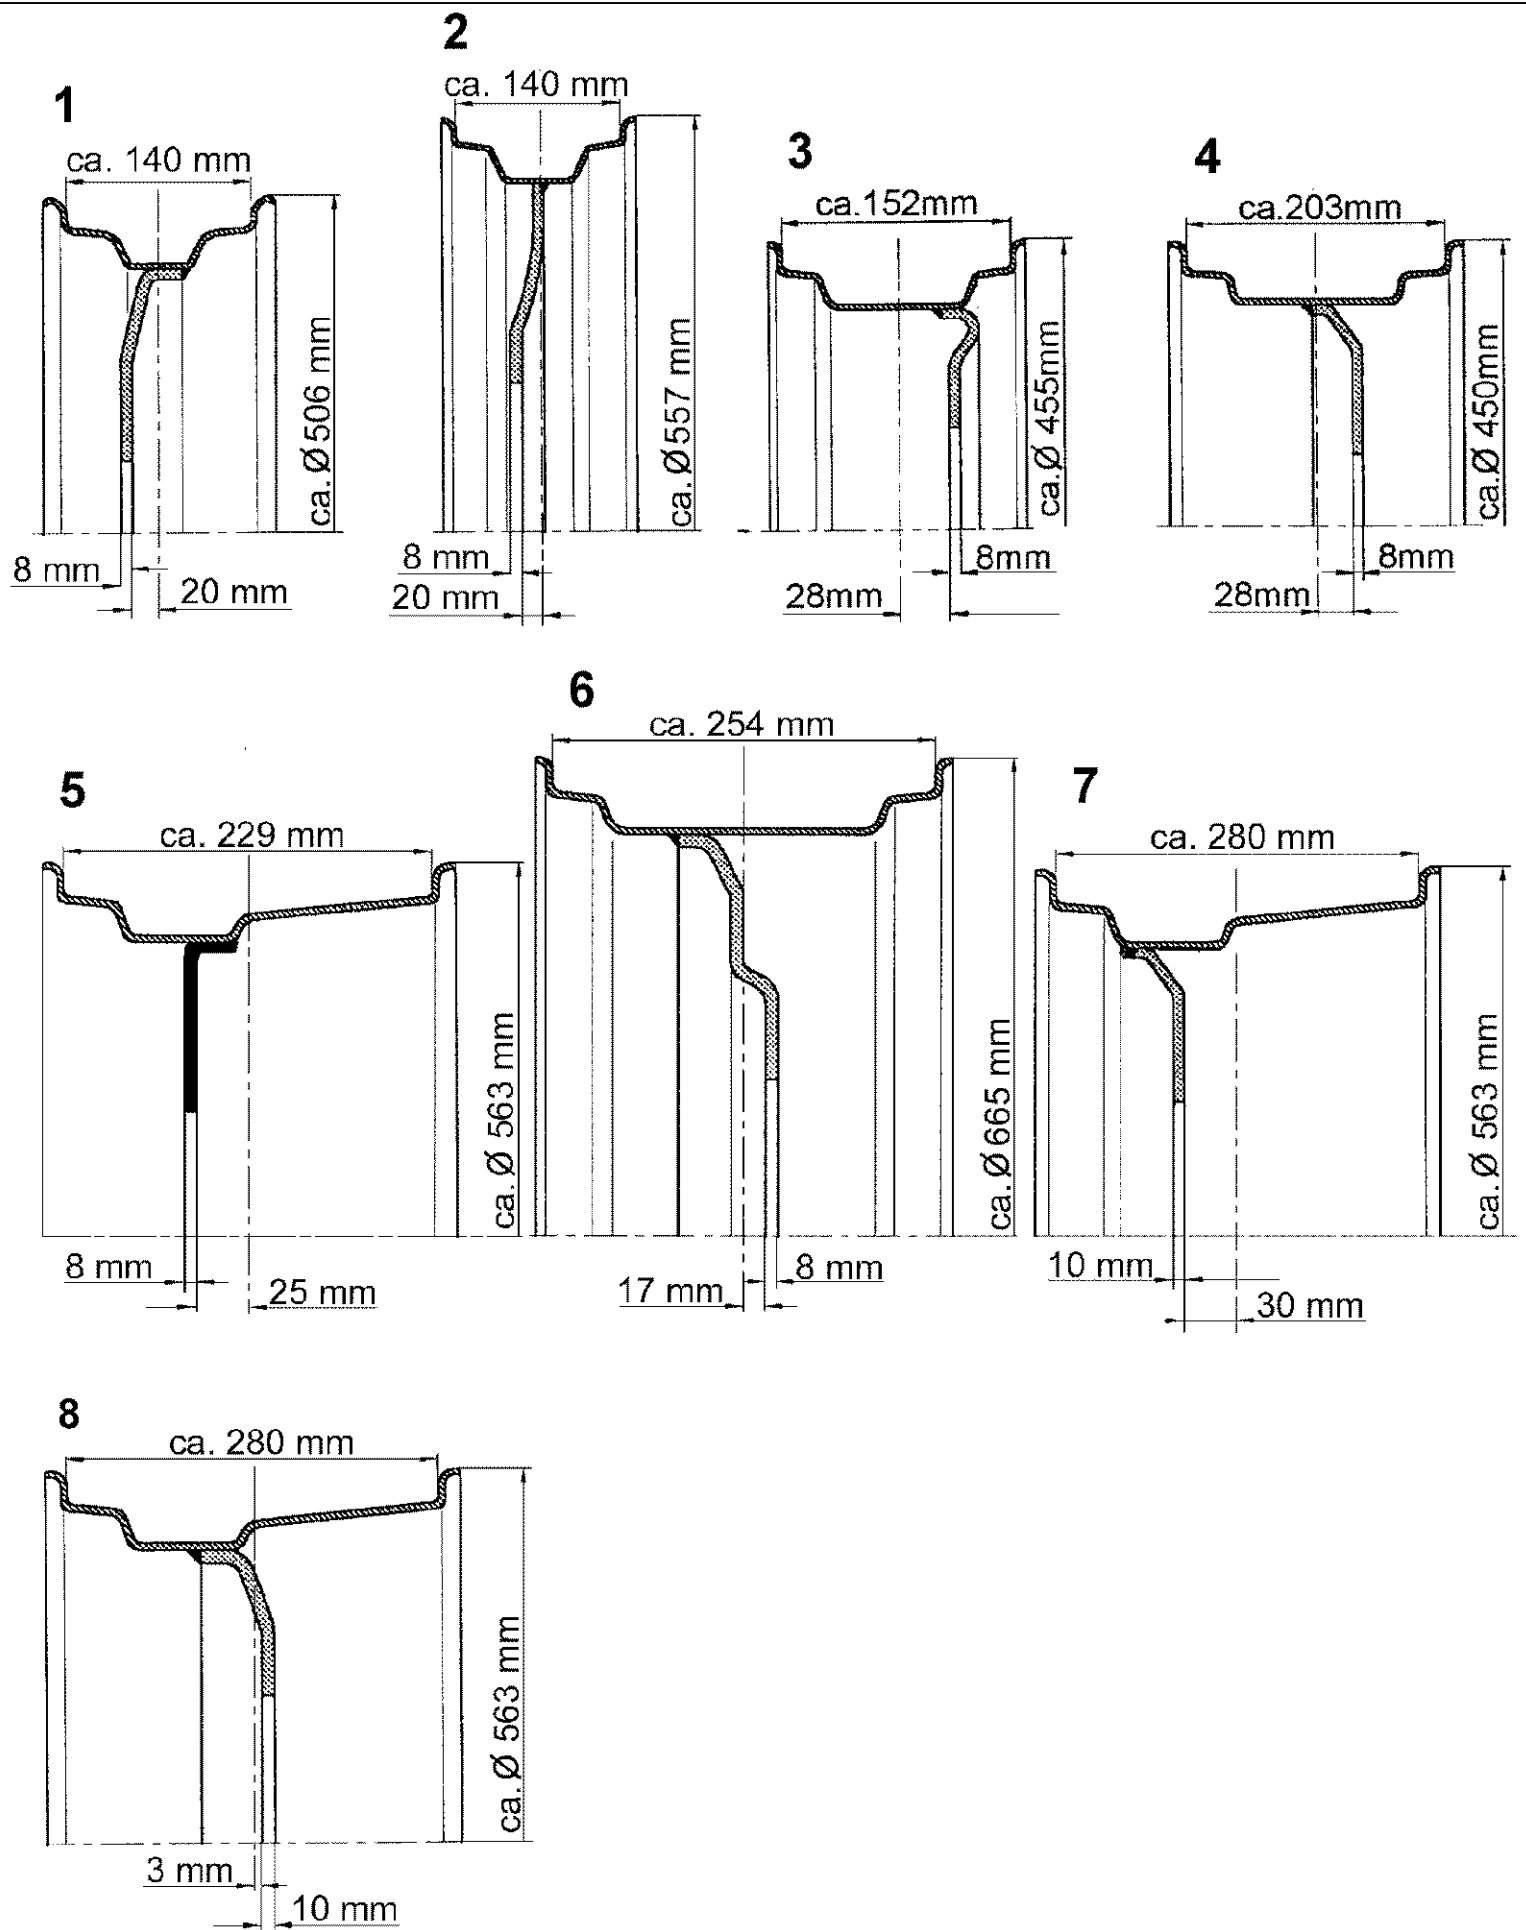 1
ca. 140 mm
ca. Ø 506 mm
8 mm
20 mm
2
ca. 140 mm
ca. Ø 557 mm
8 mm
20 mm
3
ca.152mm
ca. Ø 455mm
8mm
28mm
4
ca.203mm
ca.Ø 450mm
8mm
28mm
5
ca. 229 mm
ca. Ø 563 mm
8 mm
25 mm
6
ca. 254 mm
ca. Ø 665 mm
8 mm
17 mm
7
ca. 280 mm
ca. Ø 563 mm
10 mm
30 mm
8
ca. 280 mm
ca. Ø 563 mm
3 mm
10 mm